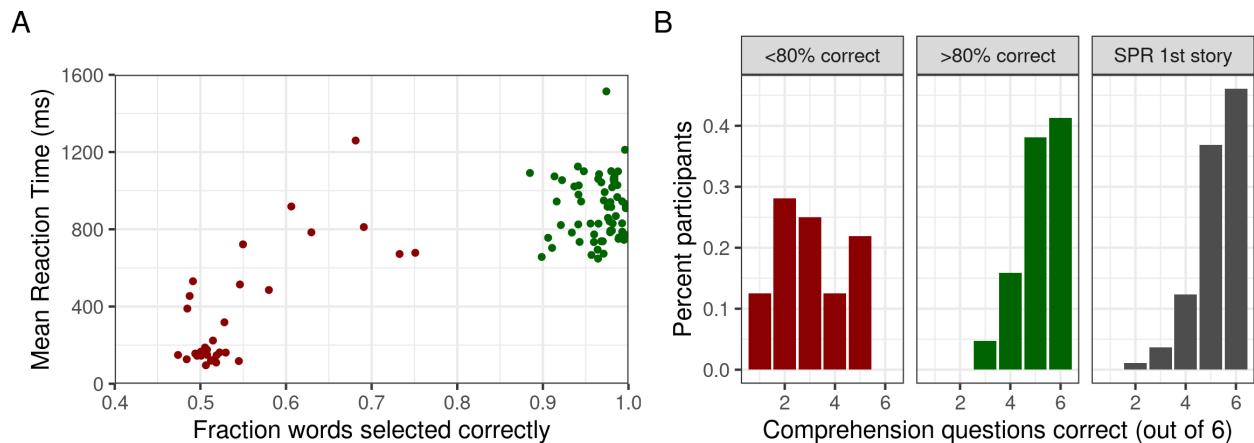 A
B
<80% correct
>80% correct
SPR 1st story
Mean Reaction Time (ms)
1600
1200
800
400
0
0.4
0.5
0.6
0.7
0.8
0.9
1.0
Fraction words selected correctly
Percent participants
0.4
0.3
0.2
0.1
0.0
2
4
6
2
4
6
2
4
6
Comprehension questions correct (out of 6)